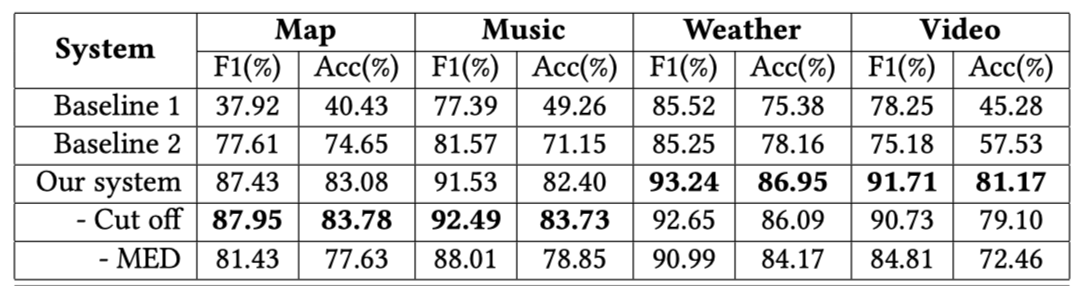 System Map Music Weather Video
F1(%) Acc(%) F1(%) Acc(%) F1(%) Acc(%) F1(%) Acc(%)
Baseline 1 37.92 40.43 77.39 49.26 85.52 75.38 78.25 45.28
Baseline 2 77.61 74.65 81.57 71.15 85.25 78.16 75.18 57.53
Our system 87.43 83.08 91.53 82.40 93.24 86.95 91.71 81.17
- Cut off 87.95 83.78 92.49 83.73 92.65 86.09 90.73 79.10
- MED 81.43 77.63 88.01 78.85 90.99 84.17 84.81 72.46